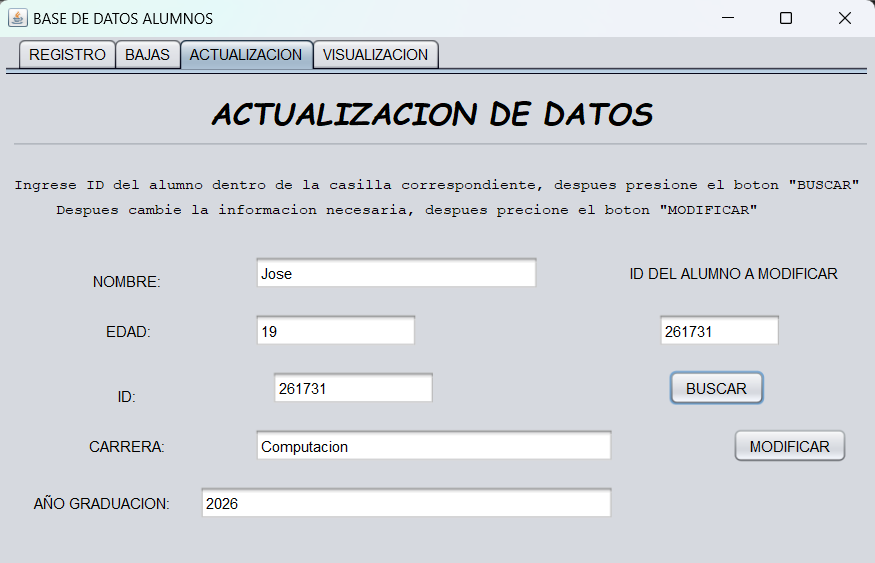 BASE DE DATOS ALUMNOS
REGISTRO BAJAS ACTUALIZACION VISUALIZACION
ACTUALIZACION DE DATOS
Ingrese ID del alumno dentro de la casilla correspondiente, despues presione el boton "BUSCAR"
Despues cambie la informacion necesaria, despues precione el boton "MODIFICAR"
NOMBRE: Jose ID DEL ALUMNO A MODIFICAR
EDAD: 19 261731
ID: 261731 BUSCAR
CARRERA: Computacion MODIFICAR
AÑO GRADUACION: 2026